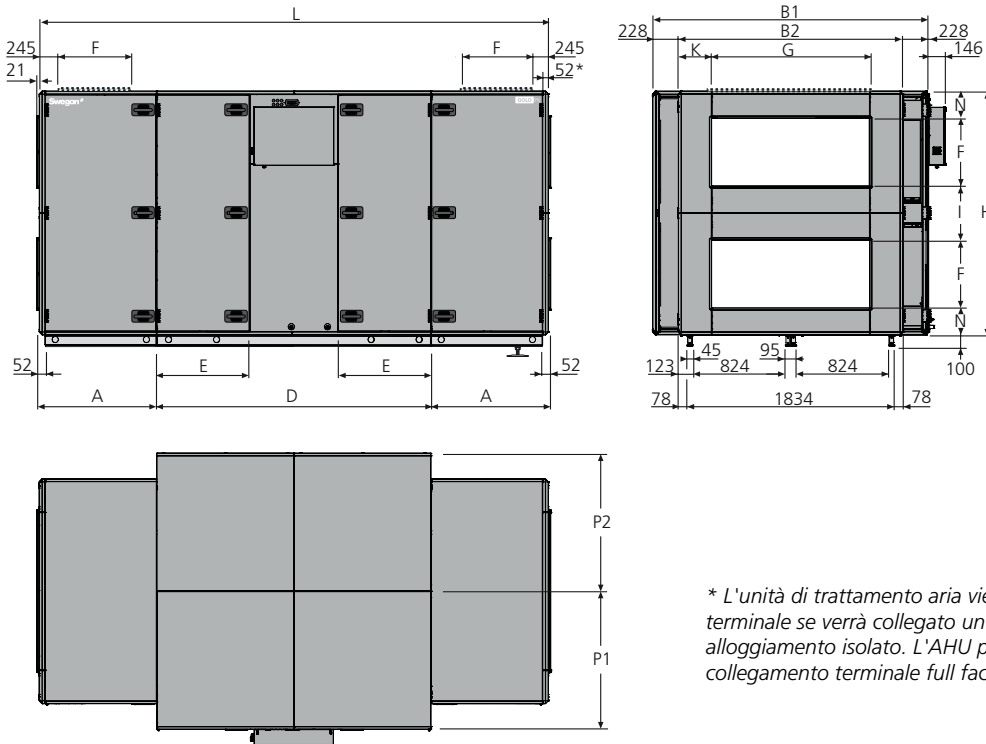 L
245
F
F
245
21
52*
Swegon
GOLD
52
E
E
52
A
D
A
B1
228
B2
228
K
G
146
N
F
I
H
F
N
45
95
123
824
824
100
78
1834
78
P2
P1
* L'unità di trattamento aria vie
terminale se verrà collegato un
alloggiamento isolato. L'AHU p
collegamento terminale full fac